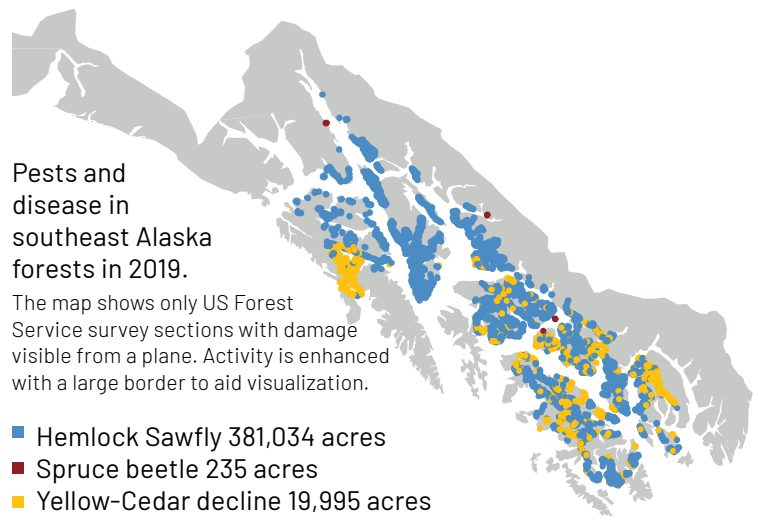 Pests and
disease in
southeast Alaska
forests in 2019.
The map shows only US Forest
Service survey sections with damage
visible from a plane. Activity is enhanced
with a large border to aid visualization.
Hemlock Sawfly 381,034 acres
Spruce beetle 235 acres
Yellow-Cedar decline 19,995 acres